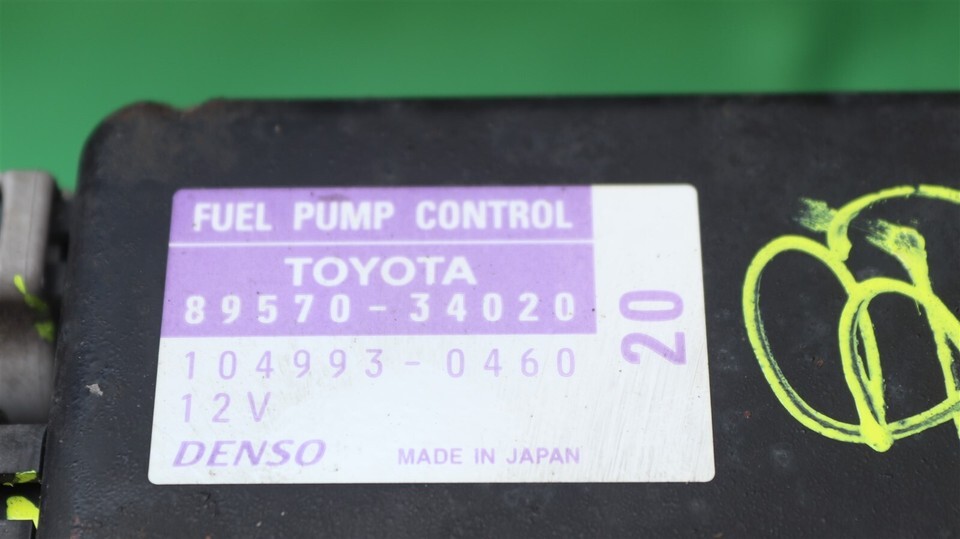 FUEL PUMP CONTROL
TOYOTA
89570-34020
20
104993-0460
12V
DENSO
MADE IN JAPAN